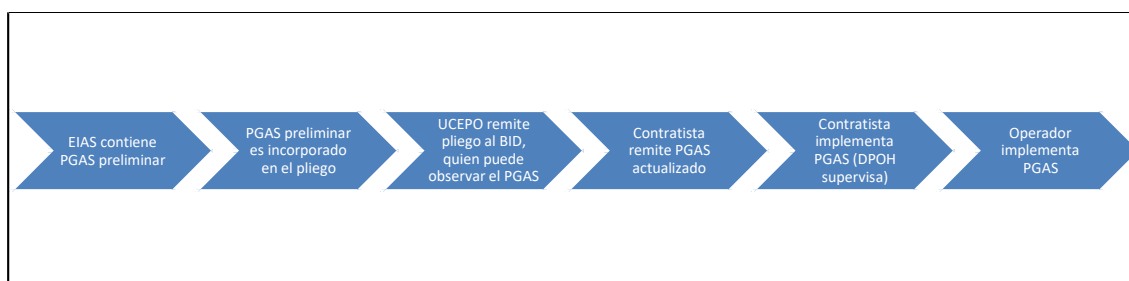 EIAS contiene
PGAS preliminar
PGAS preliminar
es incorporado
en el pliego
UCEPO remite
pliego al BID,
quien puede
observar el PGAS
Contratista
remite PGAS
actualizado
Contratista
implementa
PGAS (DPOH
supervisa)
Operador
implementa
PGAS